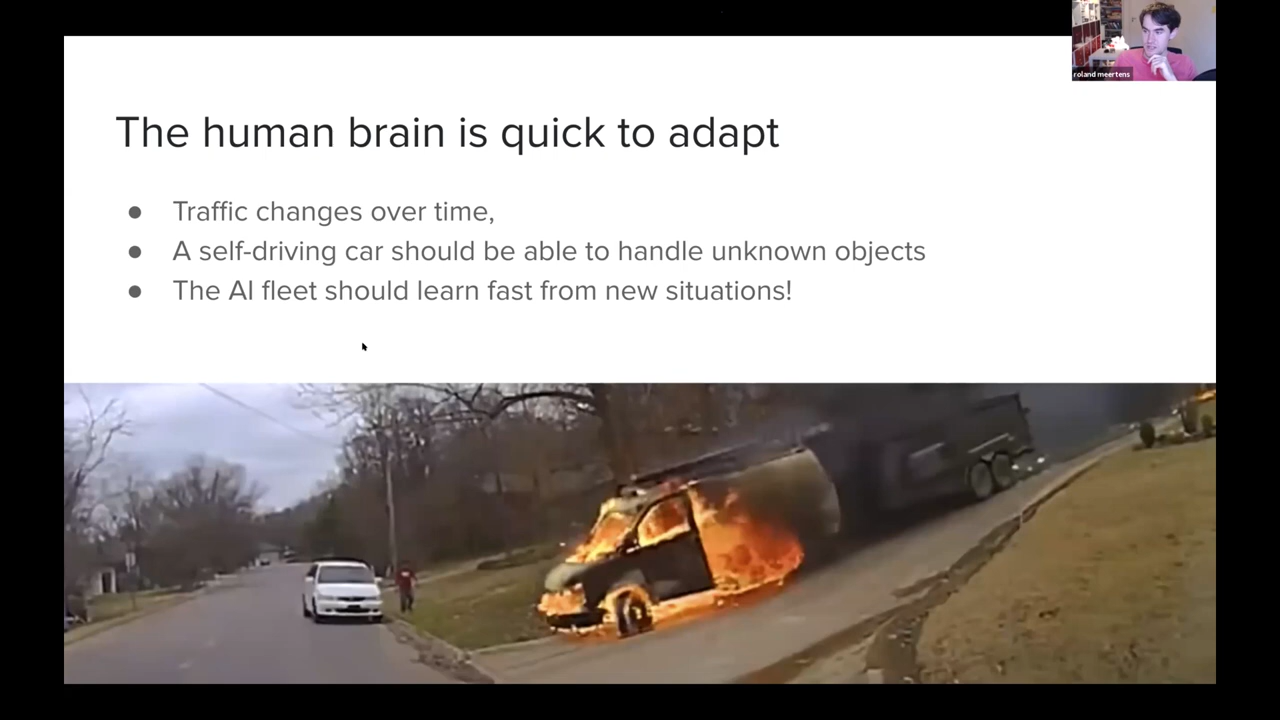 roland meertens
The human brain is quick to adapt
● Traffic changes over time,
● A self-driving car should be able to handle unknown objects
● The AI fleet should learn fast from new situations!